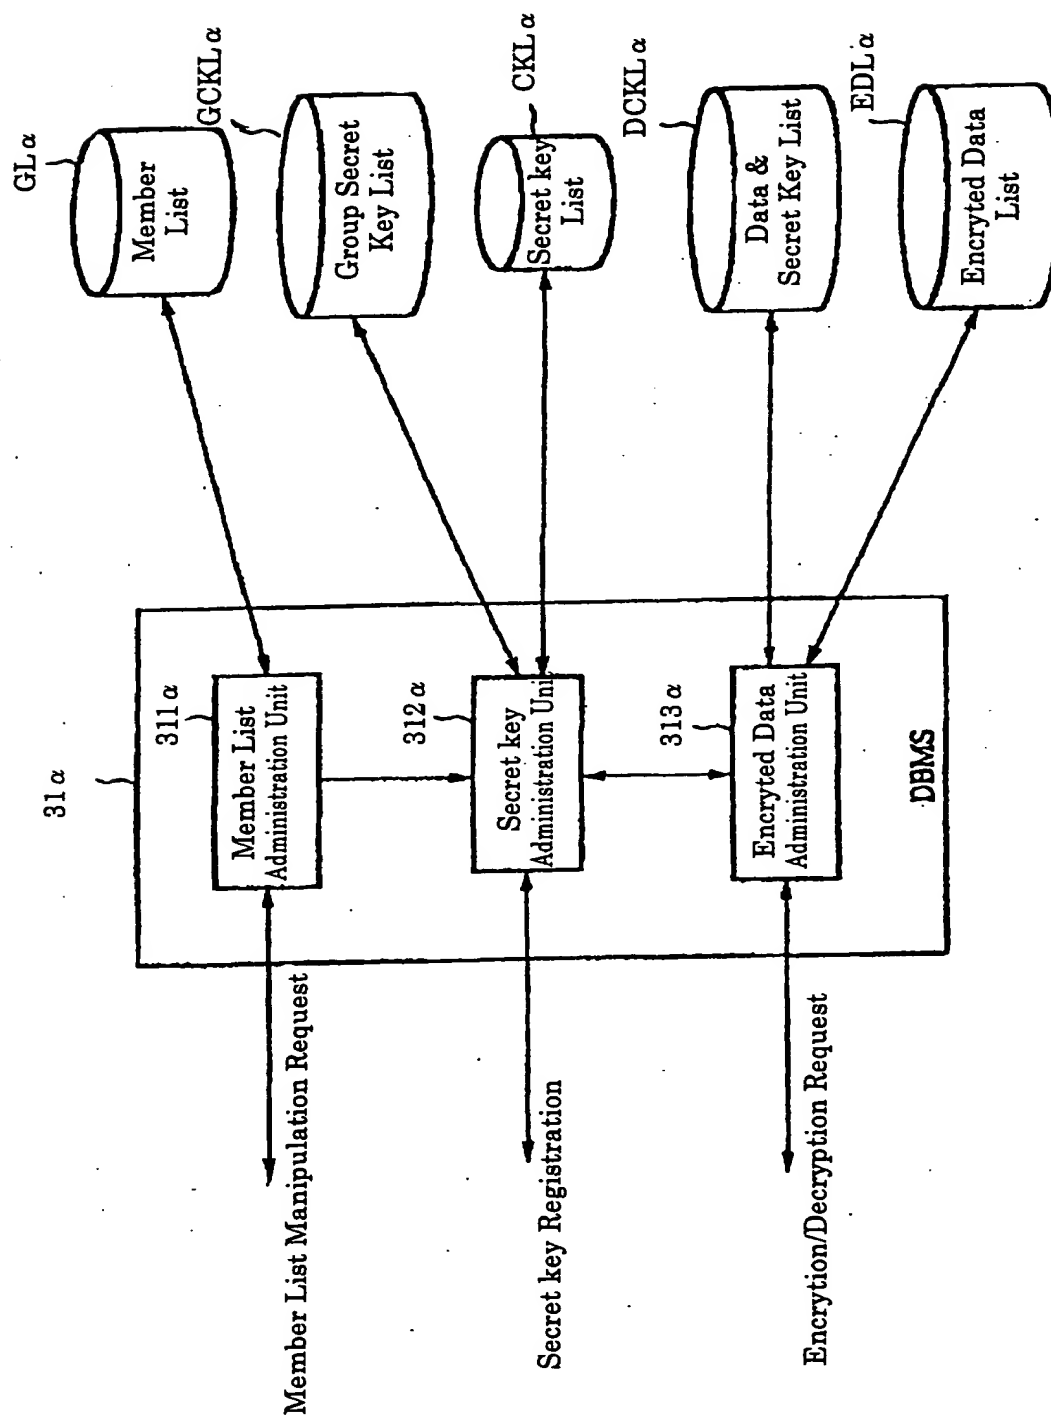 GLα
Member
List
GCKLα
Group Secret
Key List
CKLα
Secret key
List
DCKLα
Data &
Secret Key List
EDLα
Encryted Data
List
31α
311α
Member List
Administration Unit
312α
Secret key
Administration Unit
313α
Encryted Data
Administration Unit
DBMS
Member List Manipulation Request
Secret key Registration
Encrytion/Decryption Request